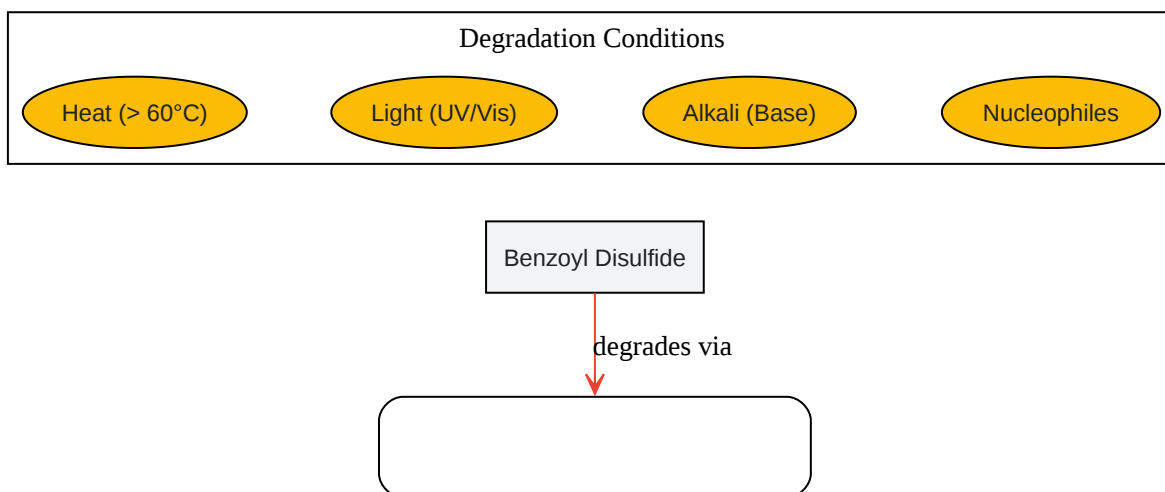 Degradation Conditions
Heat (> 60°C)
Light (UV/Vis)
Alkali (Base)
Nucleophiles
Benzoyl Disulfide
degrades via